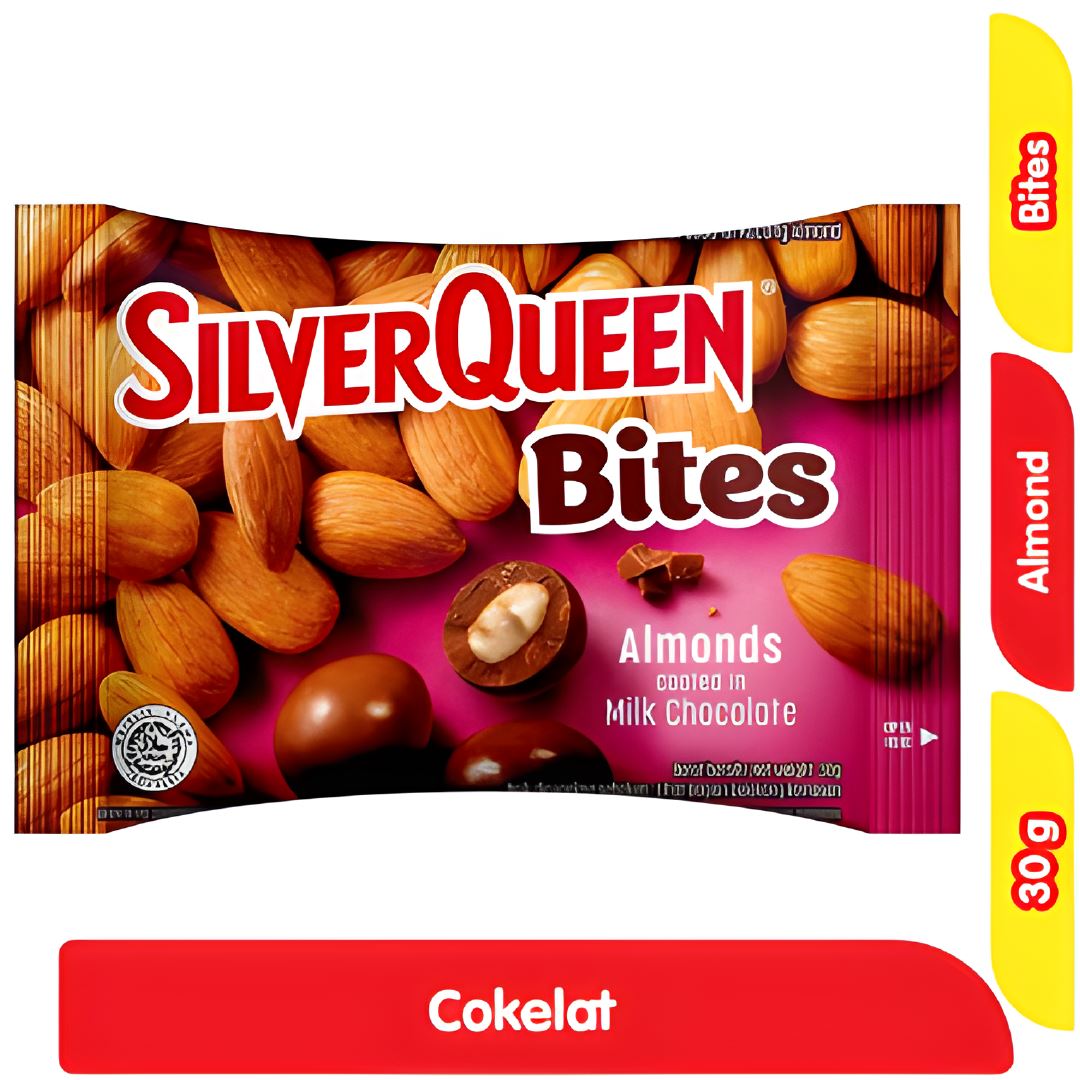 SILVERQUEEN
Bites
Almonds
coated in
Milk Chocolate
Bites
Almond
30g
Cokelat